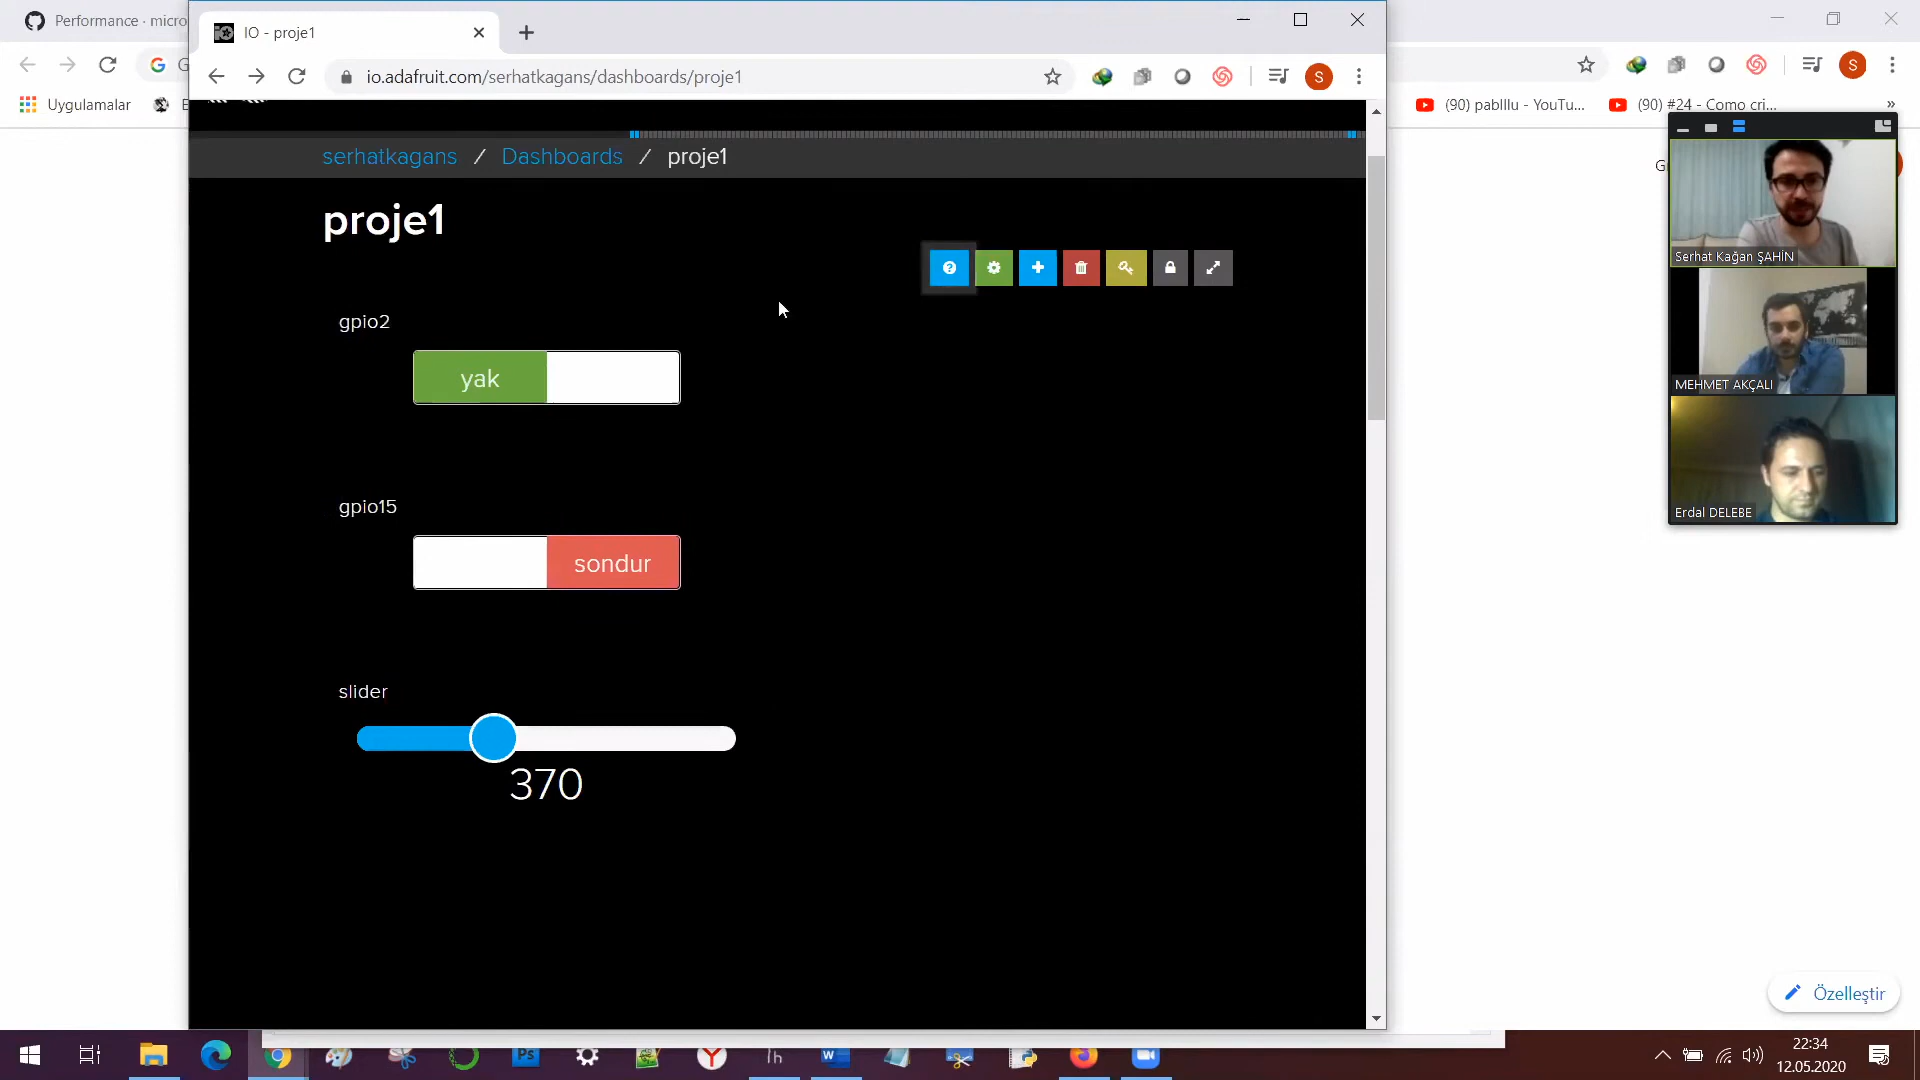 Performance · micro
IO - proje1
G
io.adafruit.com/serhatkagans/dashboards/proje1
S
S
Uygulamalar
(90) pablllu - YouTu...
(90) #24 - Como cri...
»
serhatkagans / Dashboards / proje1
proje1
gpio2
yak
gpio15
sondur
slider
370
Serhat Kağan ŞAHİN
MEHMET AKÇALI
Erdal DELEBE
Özelleştir
22:34
12.05.2020